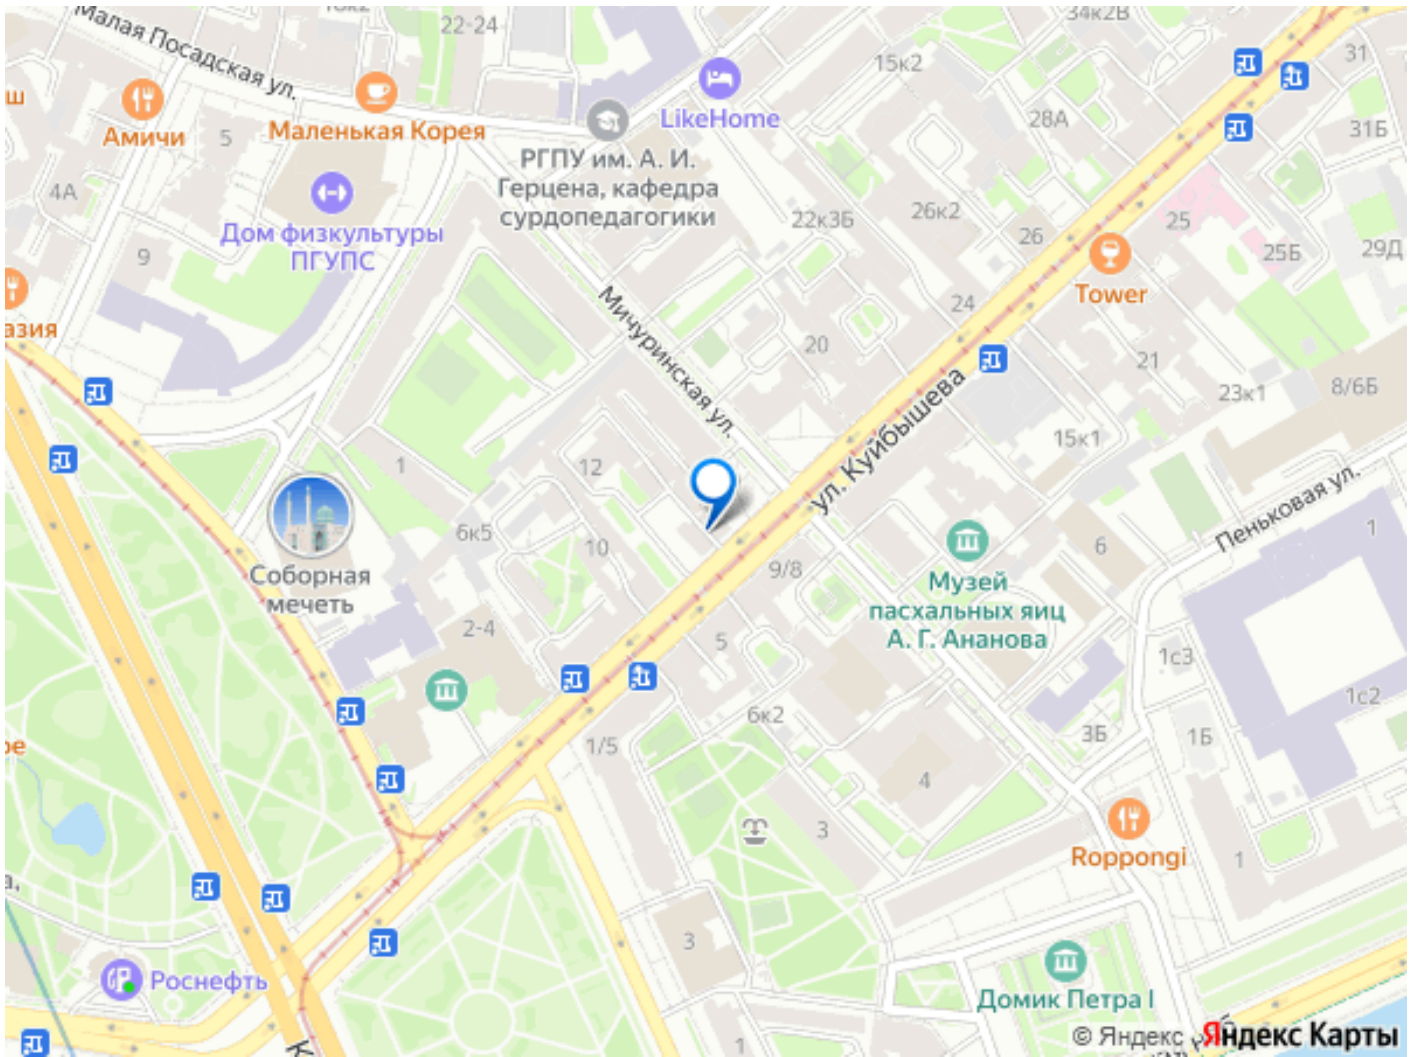 Малая Посадская ул.
18к2
22-24
34к2В
15к2
31
ш
Амичи
5
Маленькая Корея
LikeHome
28А
31Б
РГПУ им. А. И.
Герцена, кафедра
сурдопедагогики
4А
Дом физкультуры
ПГУПС
9
22к3Б
26к2
26
25
25Б
29Д
Tower
азия
Мичуринская ул.
24
20
21
23к1
8/6Б
ул. Куйбышева
15к1
1
12
6к5
10
Пеньковая ул.
1
Соборная
мечеть
9/8
Музей
пасхальных яиц
А. Г. Ананова
6
2-4
5
1с3
1с2
6к2
1/5
3Б
1Б
ре
4
3
Roppongi
1
а,
3
Роснефть
Домик Петра I
1
К
© Яндекс
Яндекс Карты